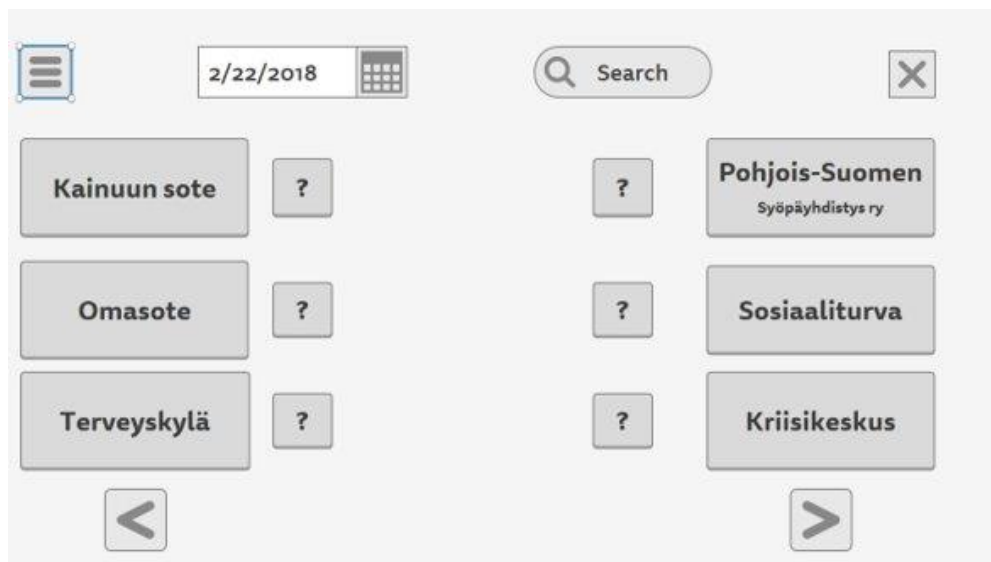 2/22/2018
Search
Kainuun sote
?
?
Pohjois-Suomen
Syöpäyhdistys ry
Omasote
?
?
Sosiaaliturva
Terveyskylä
?
?
Kriisikeskus